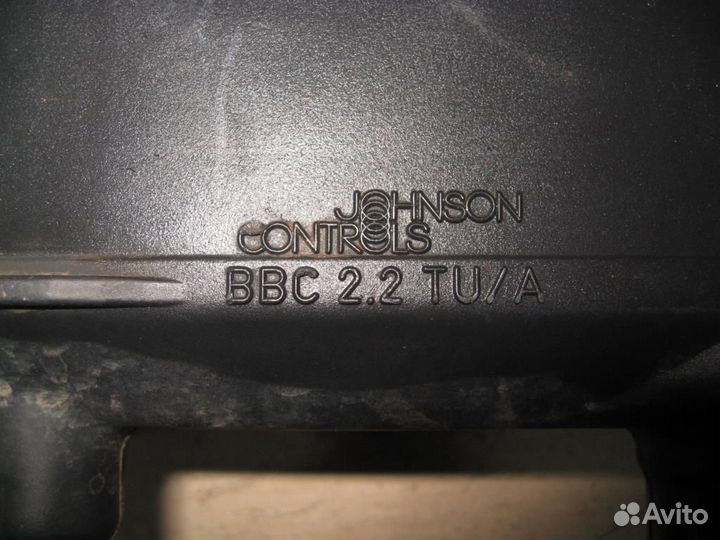 JOHNSON
CONTROLS
BBC 2.2 TU/A
Avito